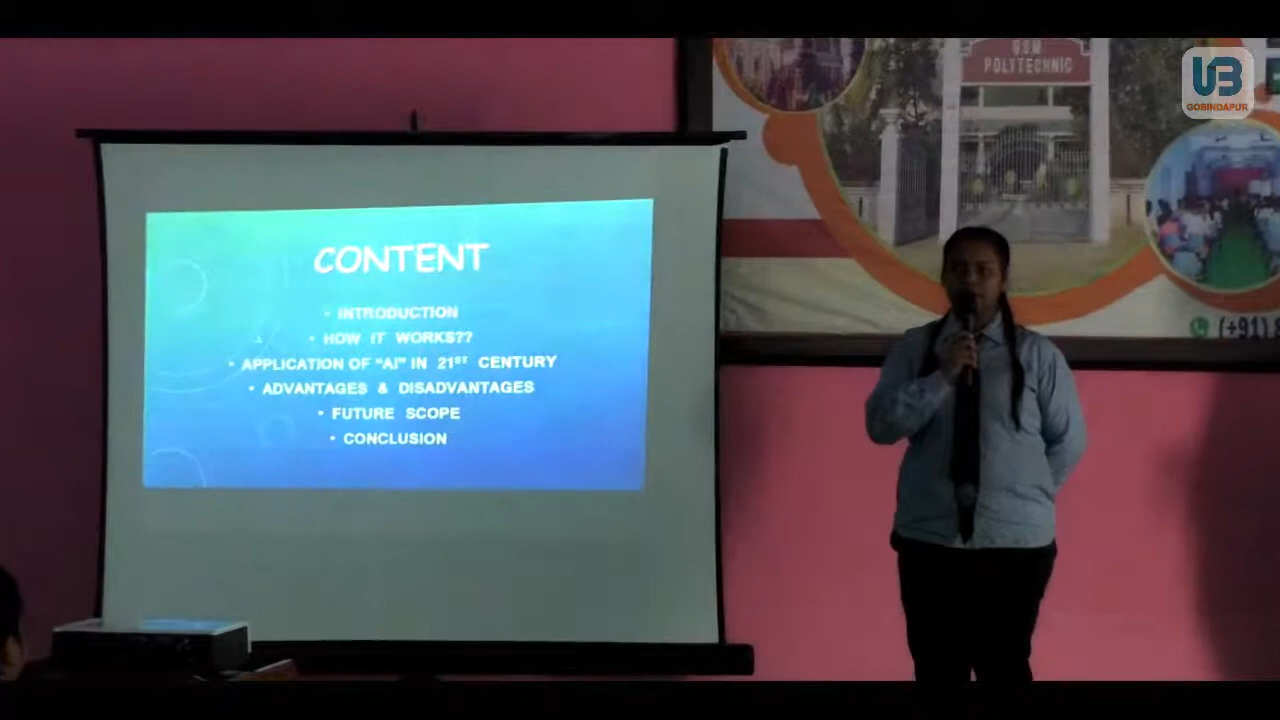 POLYTECHNIC
UB
GOBINDAPUR
CONTENT
• INTRODUCTION
• HOW IT WORKS??
• APPLICATION OF "AI" IN 21ST CENTURY
• ADVANTAGES & DISADVANTAGES
• FUTURE SCOPE
• CONCLUSION
(+91)